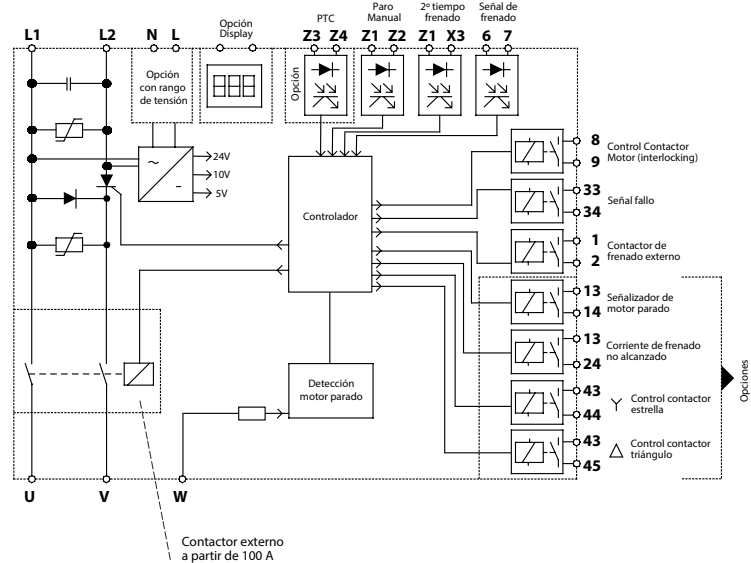 L1
L2
N
L
Opción
Display
PTC
Z3
Z4
Paro
Manual
Z1
Z2
2º tiempo
frenado
Z1
X3
Señal de
frenado
6
7
Opción
con rango
de tensión
Opción
24V
10V
5V
~
–
Controlador
8
9
Control Contactor
Motor (interlocking)
33
34
Señal fallo
1
2
Contactor de
frenado externo
13
14
Señalizador de
motor parado
13
24
Corriente de frenado
no alcanzado
43
44
Control contactor
estrella
43
45
Control contactor
triángulo
Opciones
Detección
motor parado
U
V
W
Contactor externo
a partir de 100 A